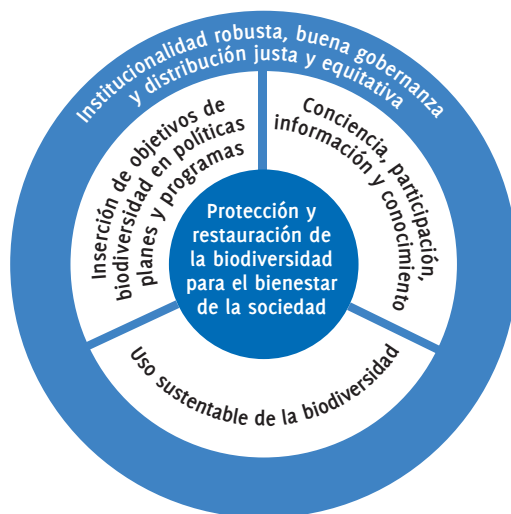 Institucionalidad robusta, buena gobernanza
y distribución justa y equitativa
Inserción de objetivos de
biodiversidad en políticas
planes y programas
Conciencia, participación,
información y conocimiento
Protección y
restauración de
la biodiversidad
para el bienestar
de la sociedad
Uso sustentable de la biodiversidad